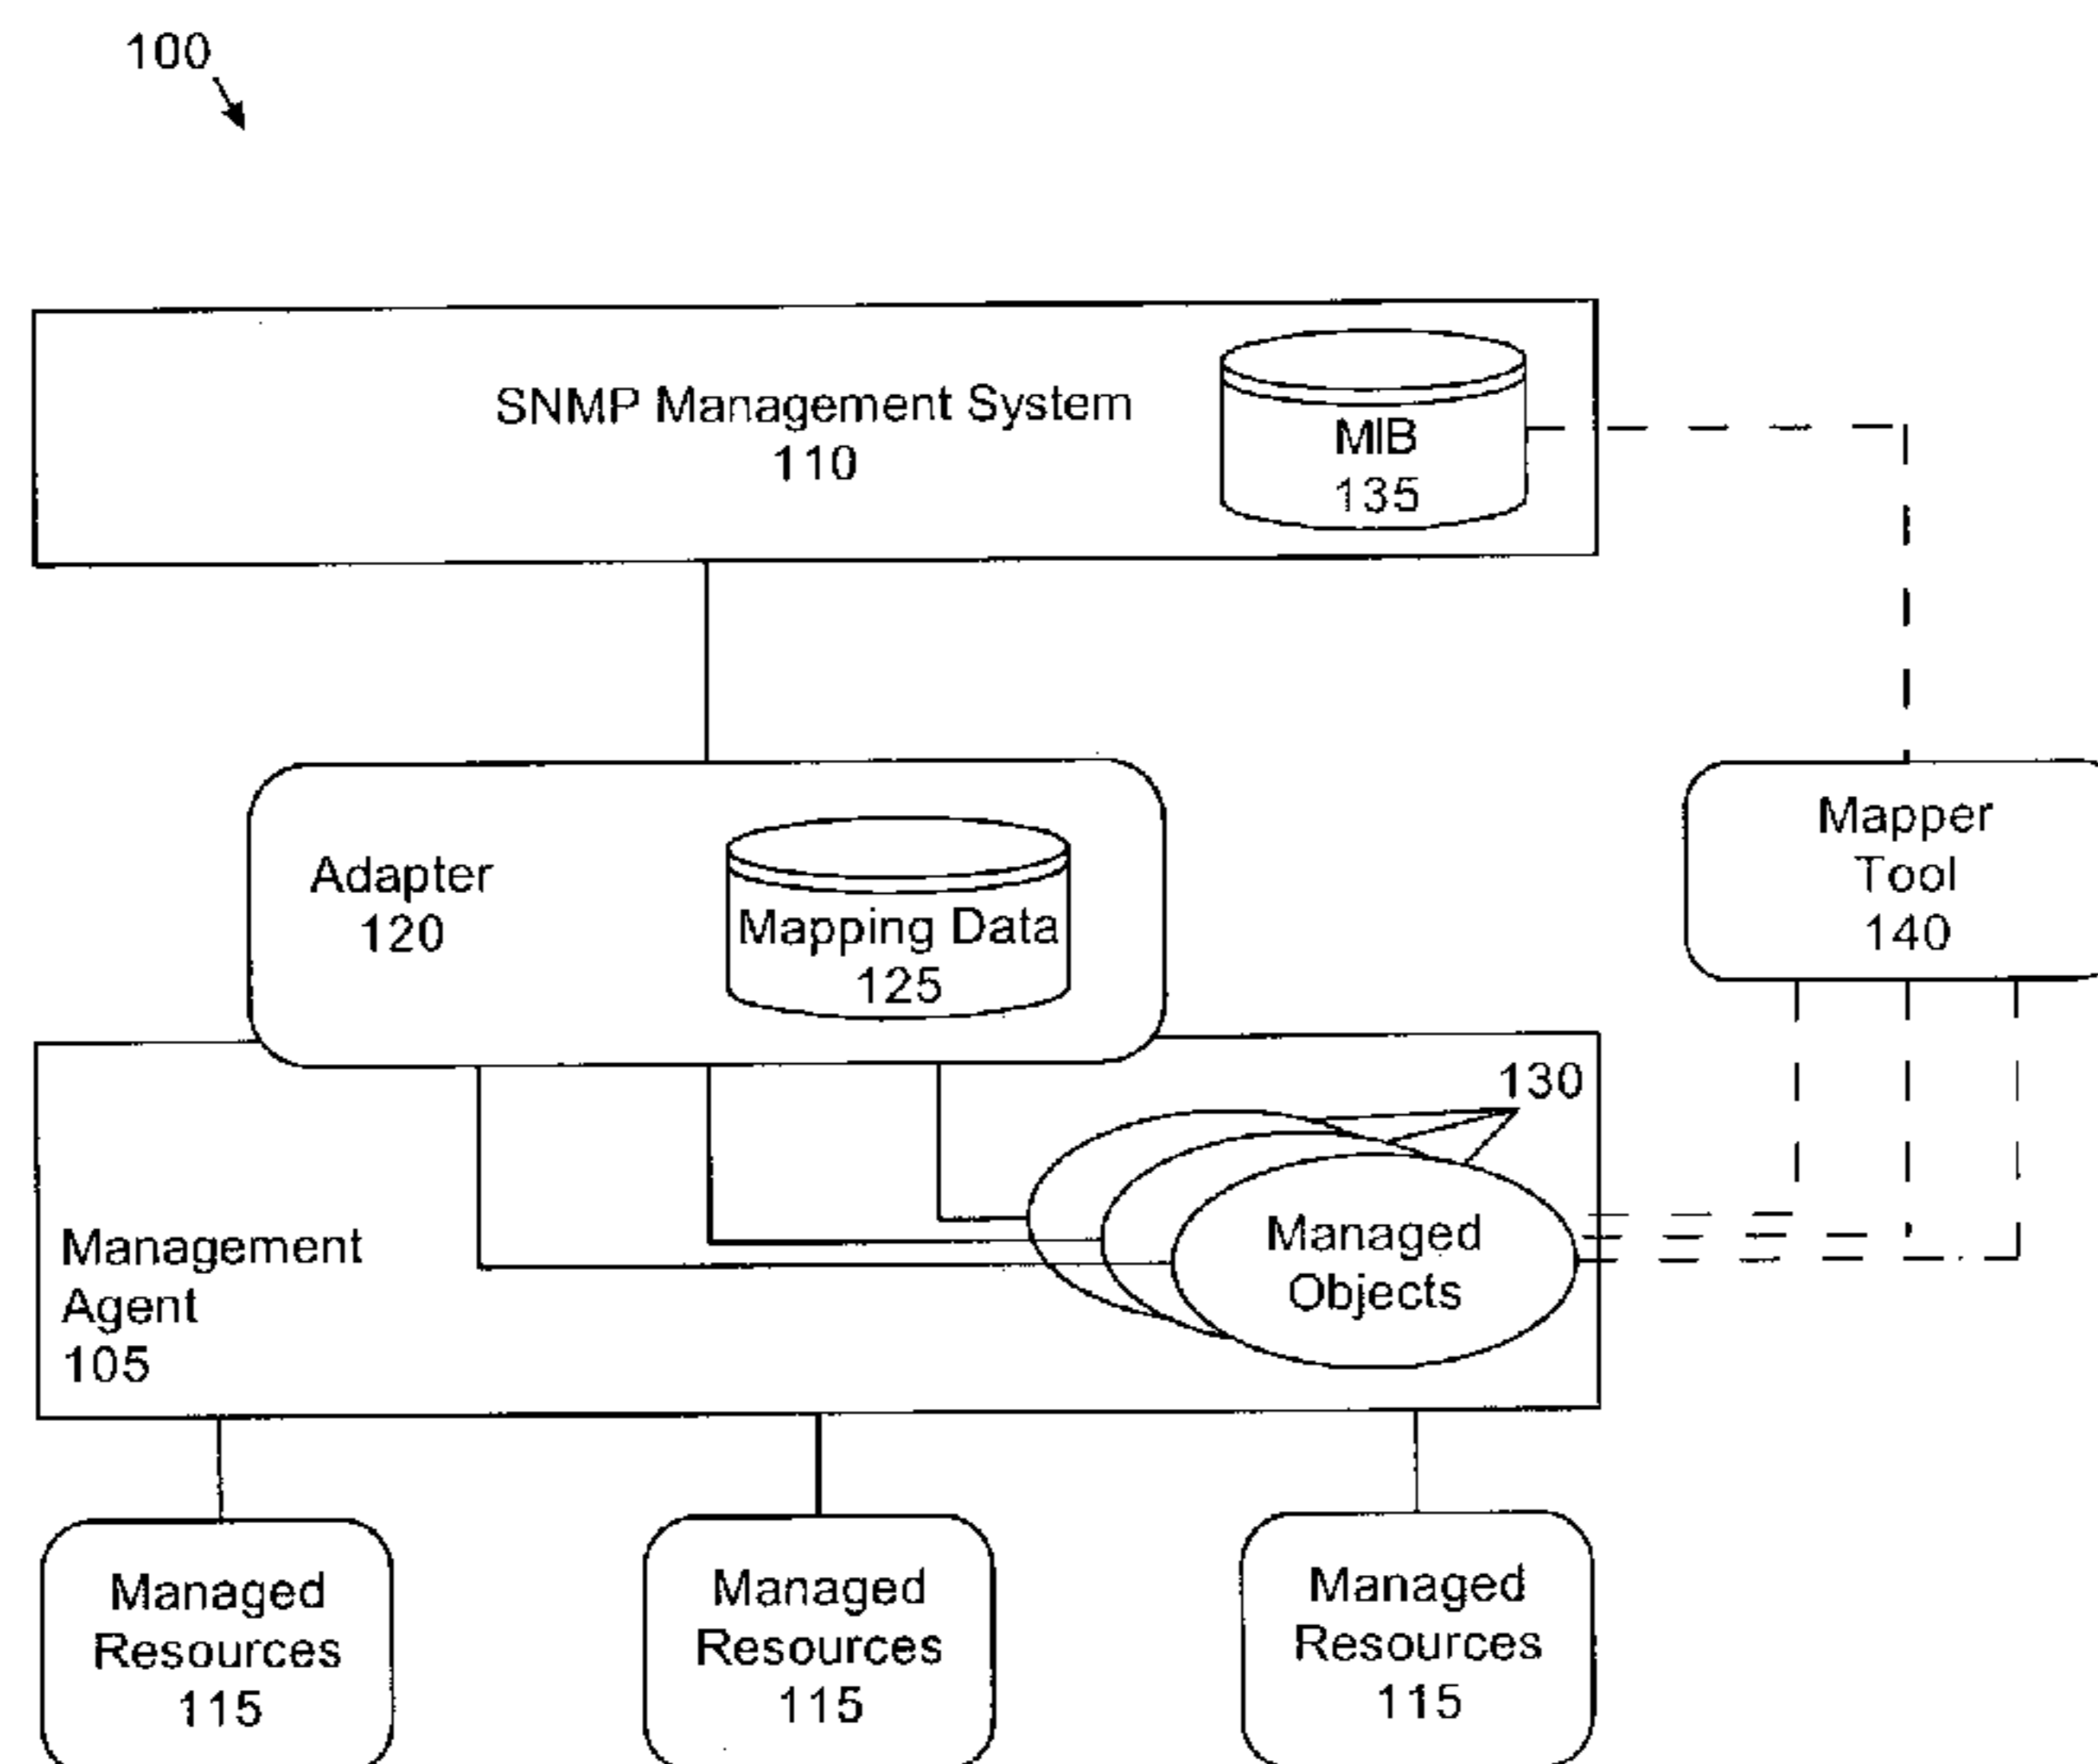 100
SNMP Management System
110
MIB
135
Adapter
120
Mapping Data
125
Mapper
Tool
140
130
Management
Agent
105
Managed
Objects
Managed
Resources
115
Managed
Resources
115
Managed
Resources
115